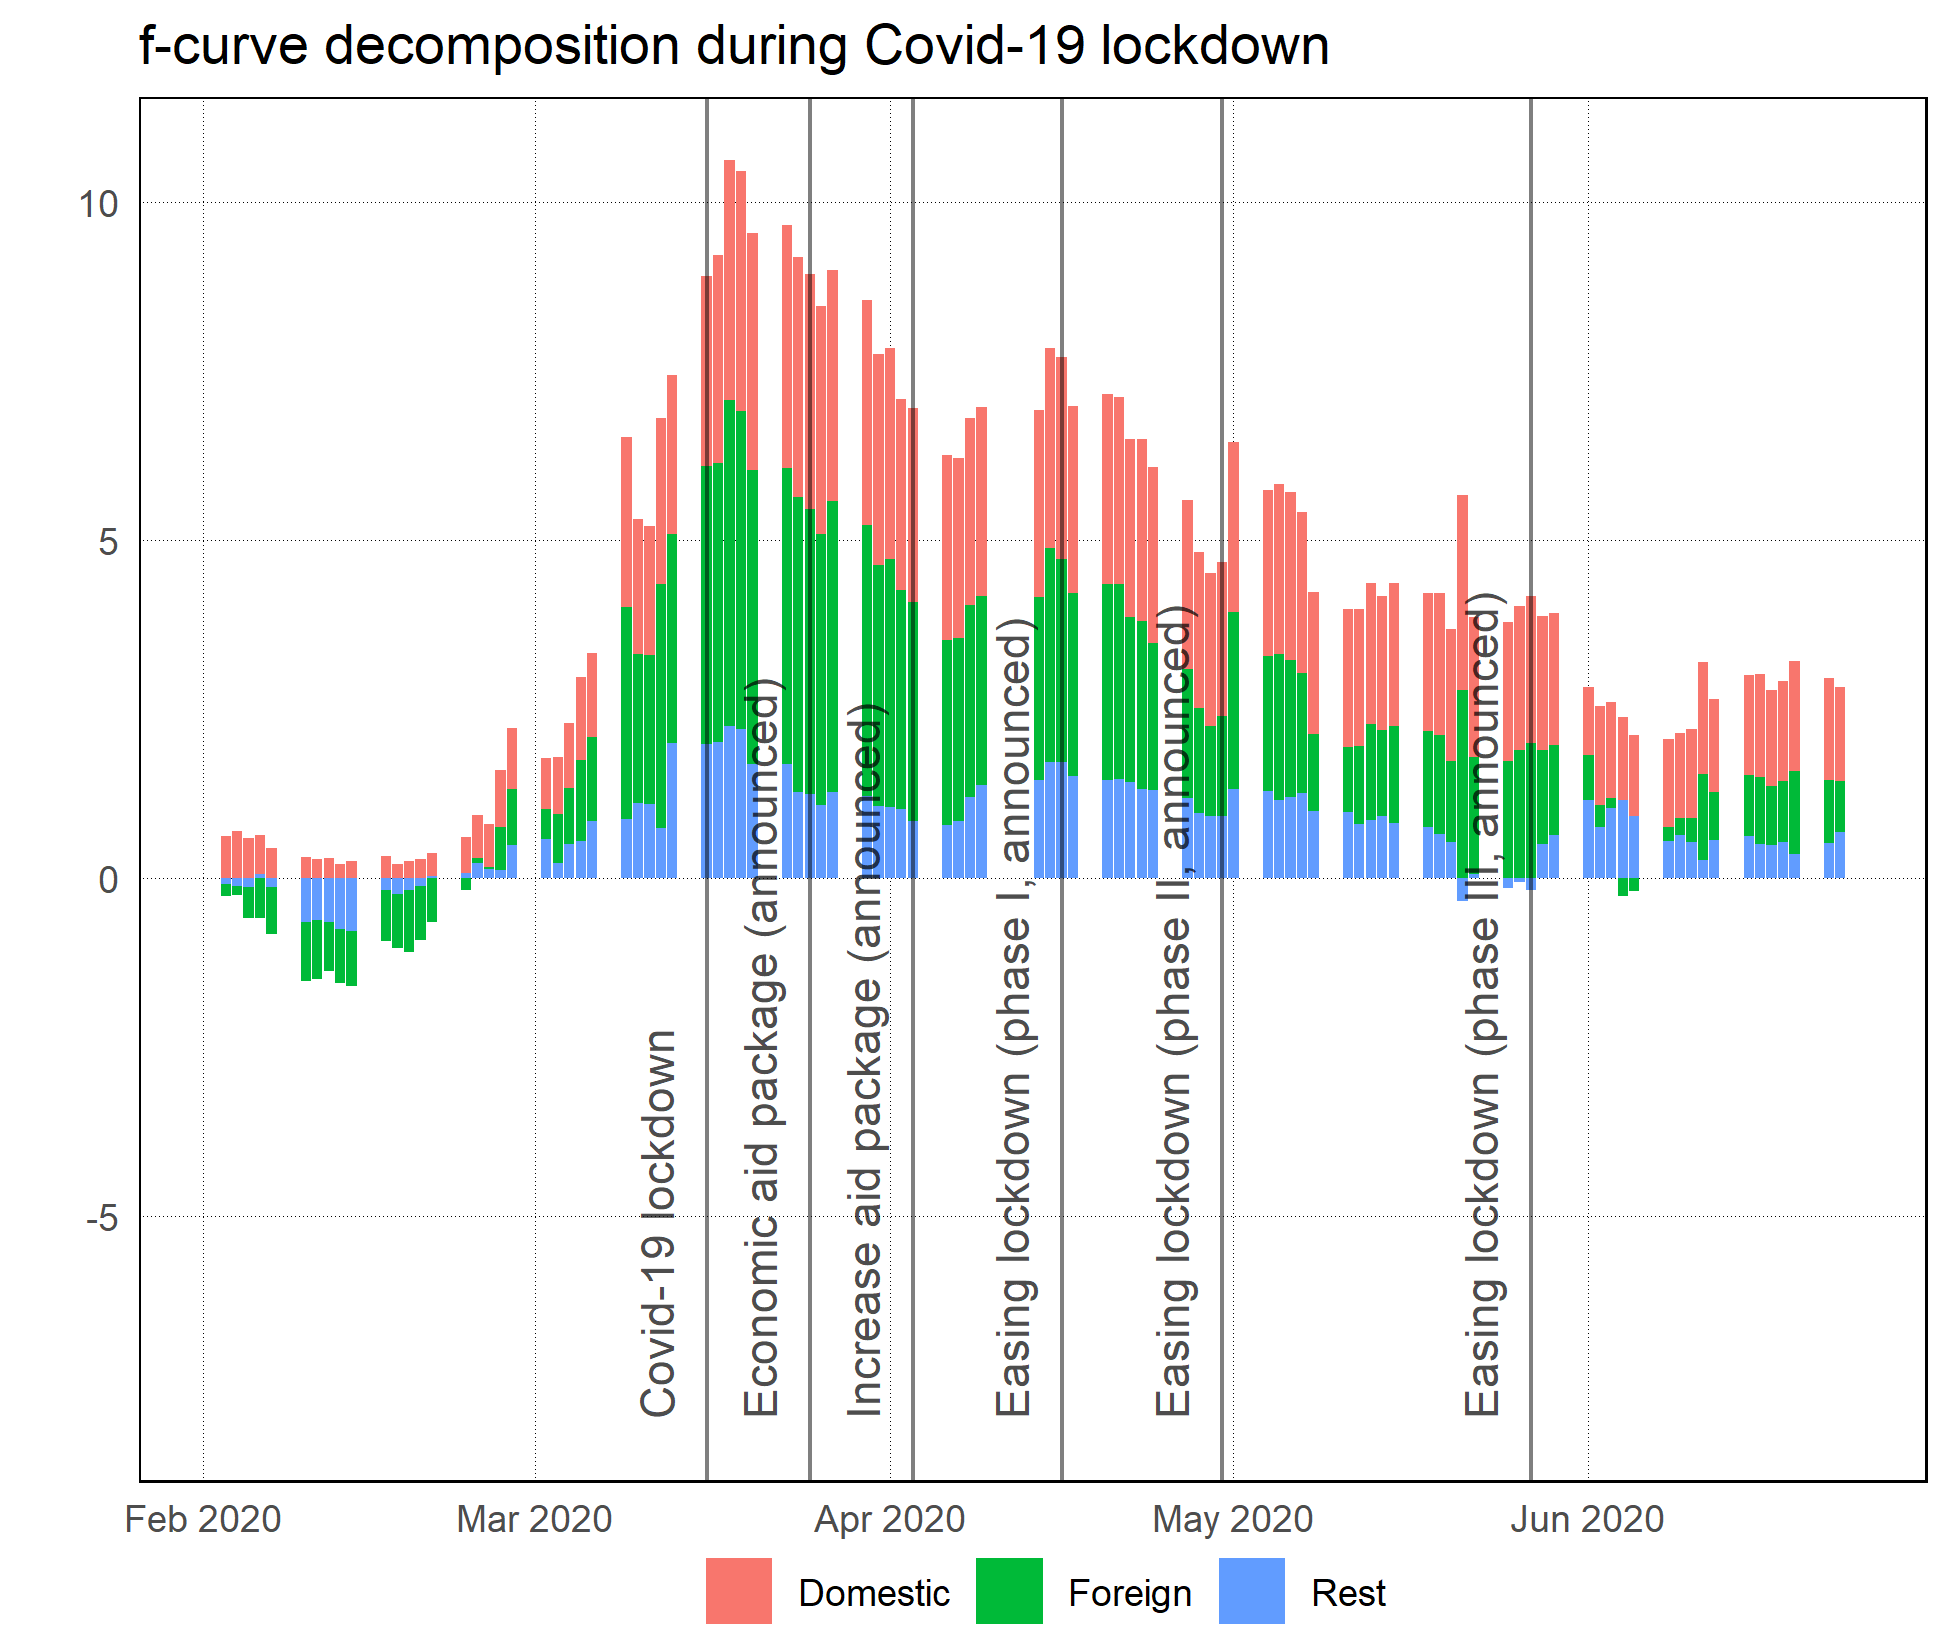 f-curve decomposition during Covid-19 lockdown
10
5
0
-5
Covid-19 lockdown
Economic aid package (announced)
Increase aid package (announced)
Easing lockdown (phase I, announced)
Easing lockdown (phase II, announced)
Easing lockdown (phase III, announced)
Feb 2020
Mar 2020
Apr 2020
May 2020
Jun 2020
Domestic
Foreign
Rest